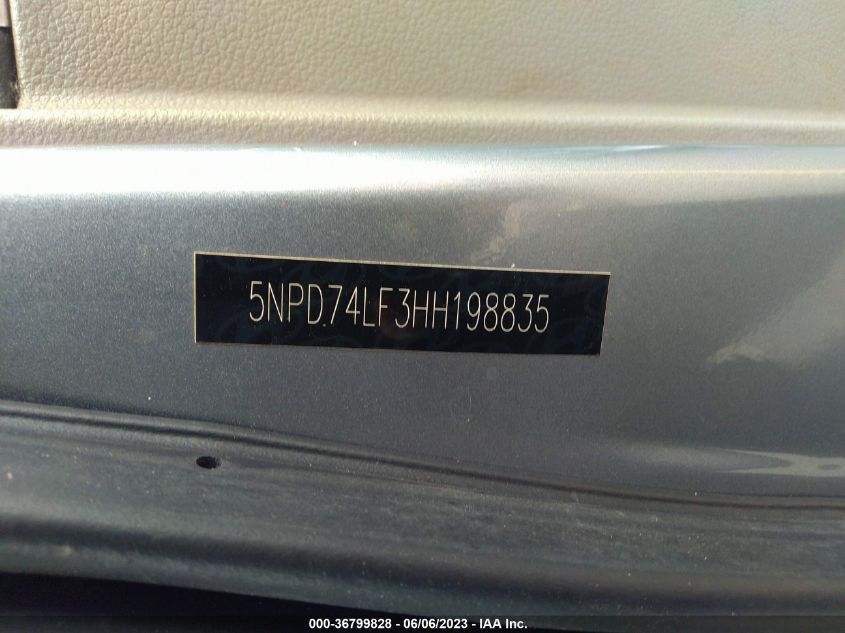 5NPD74LF3HH198835
000-36799828 - 06/06/2023 - © IAA, Inc.